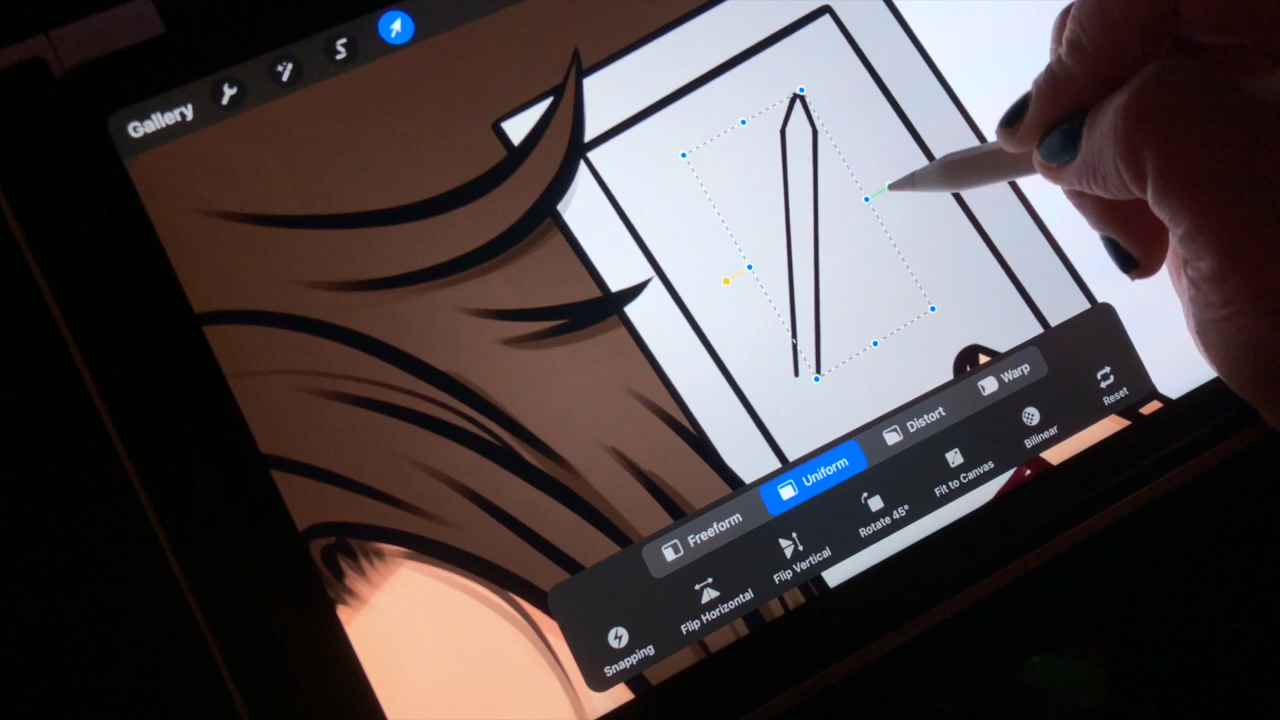 Gallery
Freeform
Uniform
Distort
Warp
Snapping
Flip Horizontal
Flip Vertical
Rotate 45°
Fit to Canvas
Bilinear
Reset